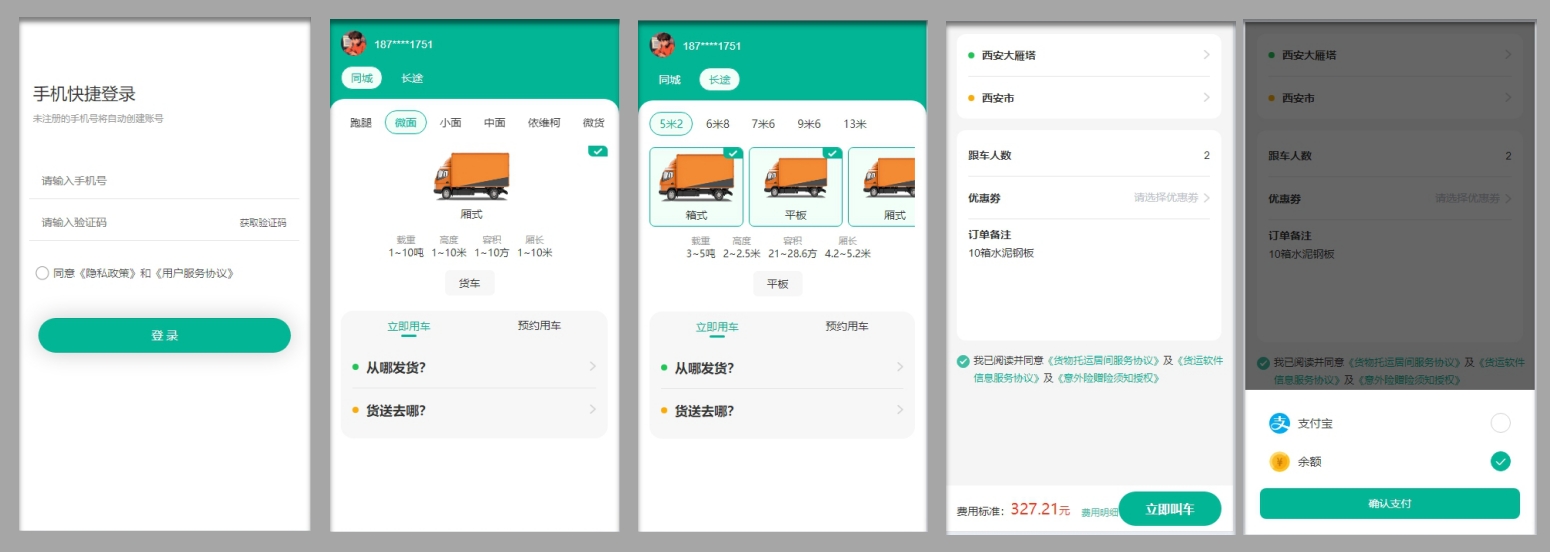 手机快捷登录
未注册的手机号将自动创建账号
请输入手机号
请输入验证码 获取验证码
同意《隐私政策》和《用户服务协议》
登 录
187****1751
同城 长途
跑腿 微面 小面 中面 依维柯 微货
厢式
载重 高度 容积 厢长
1~10吨 1~10米 1~10方 1~10米
货车
立即用车 预约用车
从哪发货?
货送去哪?
187****1751
同城 长途
5米2 6米8 7米6 9米6 13米
箱式 平板 厢式
载重 高度 容积 厢长
3~5吨 2~2.5米 21~28.6方 4.2~5.2米
平板
立即用车 预约用车
从哪发货?
货送去哪?
西安大雁塔
西安市
跟车人数 2
优惠券 请选择优惠券
订单备注
10箱水泥钢板
我已阅读并同意《货物托运居间服务协议》及《货运软件
信息服务协议》及《意外险赠险须知授权》
费用标准: 327.21元 费用明细 立即叫车
西安大雁塔
西安市
跟车人数 2
优惠券 请选择优惠券
订单备注
10箱水泥钢板
我已阅读并同意《货物托运居间服务协议》及《货运软件
信息服务协议》及《意外险赠险须知授权》
支付宝
余额
确认支付